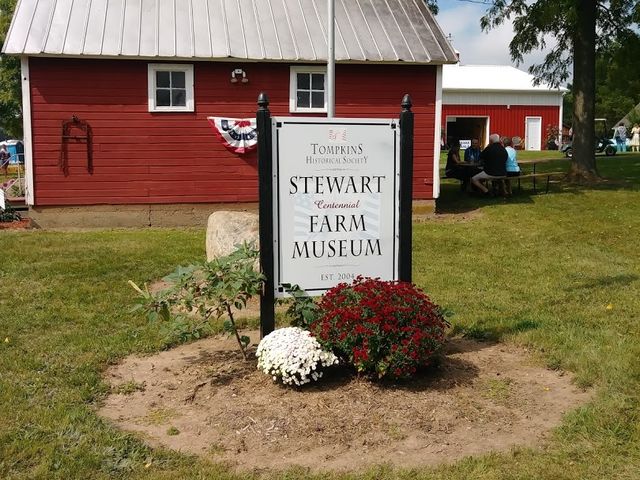 TOMPKINS
HISTORICAL SOCIETY
STEWART
Centennial
FARM
MUSEUM
EST. 2004